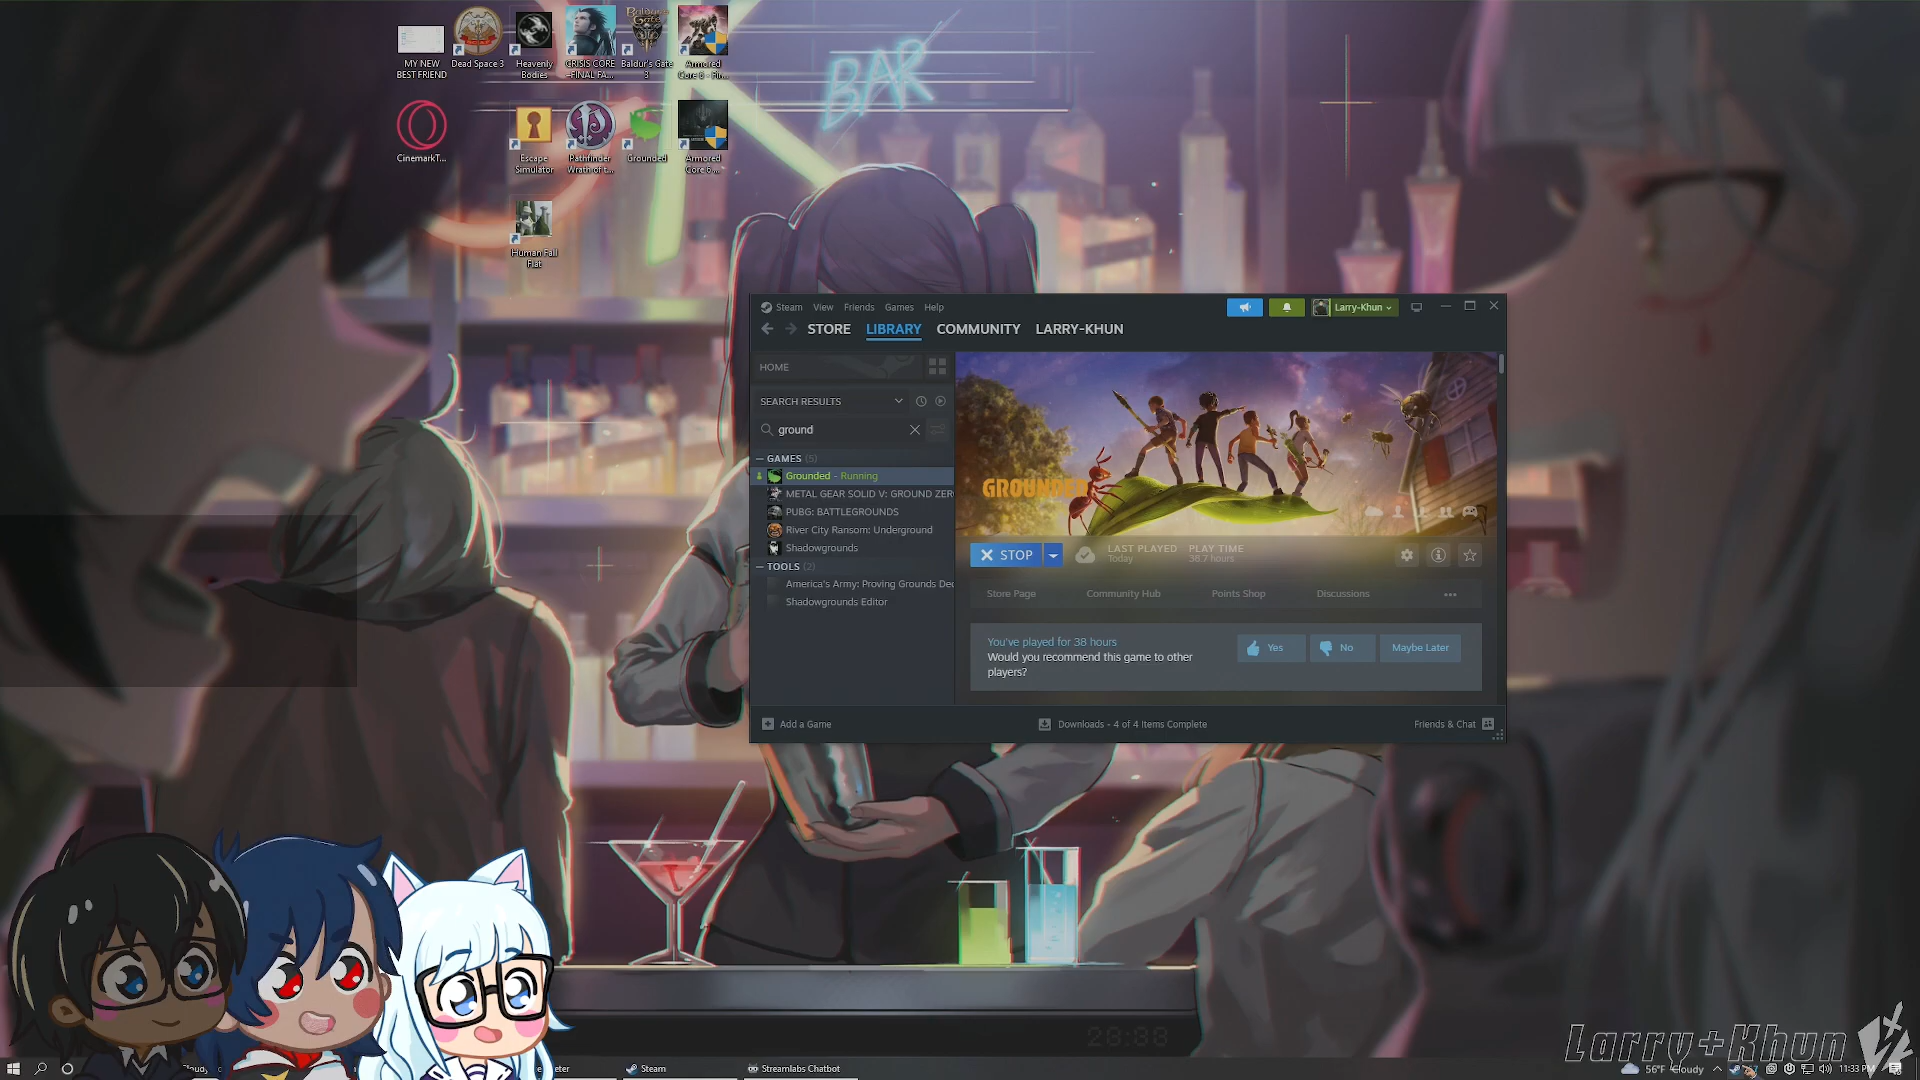 MY NEW
BEST FRIEND
Dead Space 3
Heavenly
Bodies
CRISIS CORE
-FINAL FA...
Baldur's Gate
3
Armored
Core 6 - Fin...
CinemarkT...
Escape
Simulator
Pathfinder
Wrath of t...
Grounded
Armored
Core 6 ...
Human Fall
Flat
BAR
Steam View Friends Games Help
Larry-Khun
STORE LIBRARY COMMUNITY LARRY-KHUN
HOME
SEARCH RESULTS
ground
GAMES (5)
Grounded - Running
METAL GEAR SOLID V: GROUND ZER
PUBG: BATTLEGROUNDS
River City Ransom: Underground
Shadowgrounds
TOOLS (2)
America's Army: Proving Grounds Dec
Shadowgrounds Editor
GROUNDED
STOP
LAST PLAYED
Today
PLAY TIME
38.7 hours
Store Page Community Hub Points Shop Discussions ...
You've played for 38 hours
Would you recommend this game to other
players?
Yes No Maybe Later
Add a Game
Downloads - 4 of 4 Items Complete
Friends & Chat
Larry+Khun
Steam
Streamlabs Chatbot
56°F Cloudy
11:33 PM